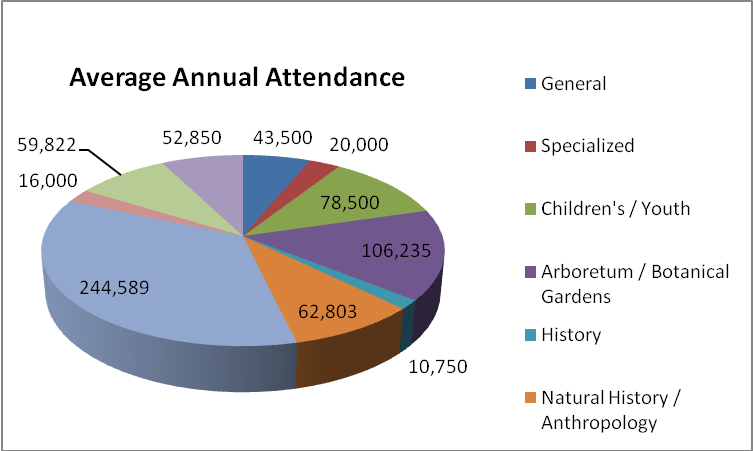 Average Annual Attendance
59,822
52,850
43,500
20,000
16,000
78,500
106,235
244,589
62,803
10,750
General
Specialized
Children's / Youth
Arboretum / Botanical
Gardens
History
Natural History /
Anthropology